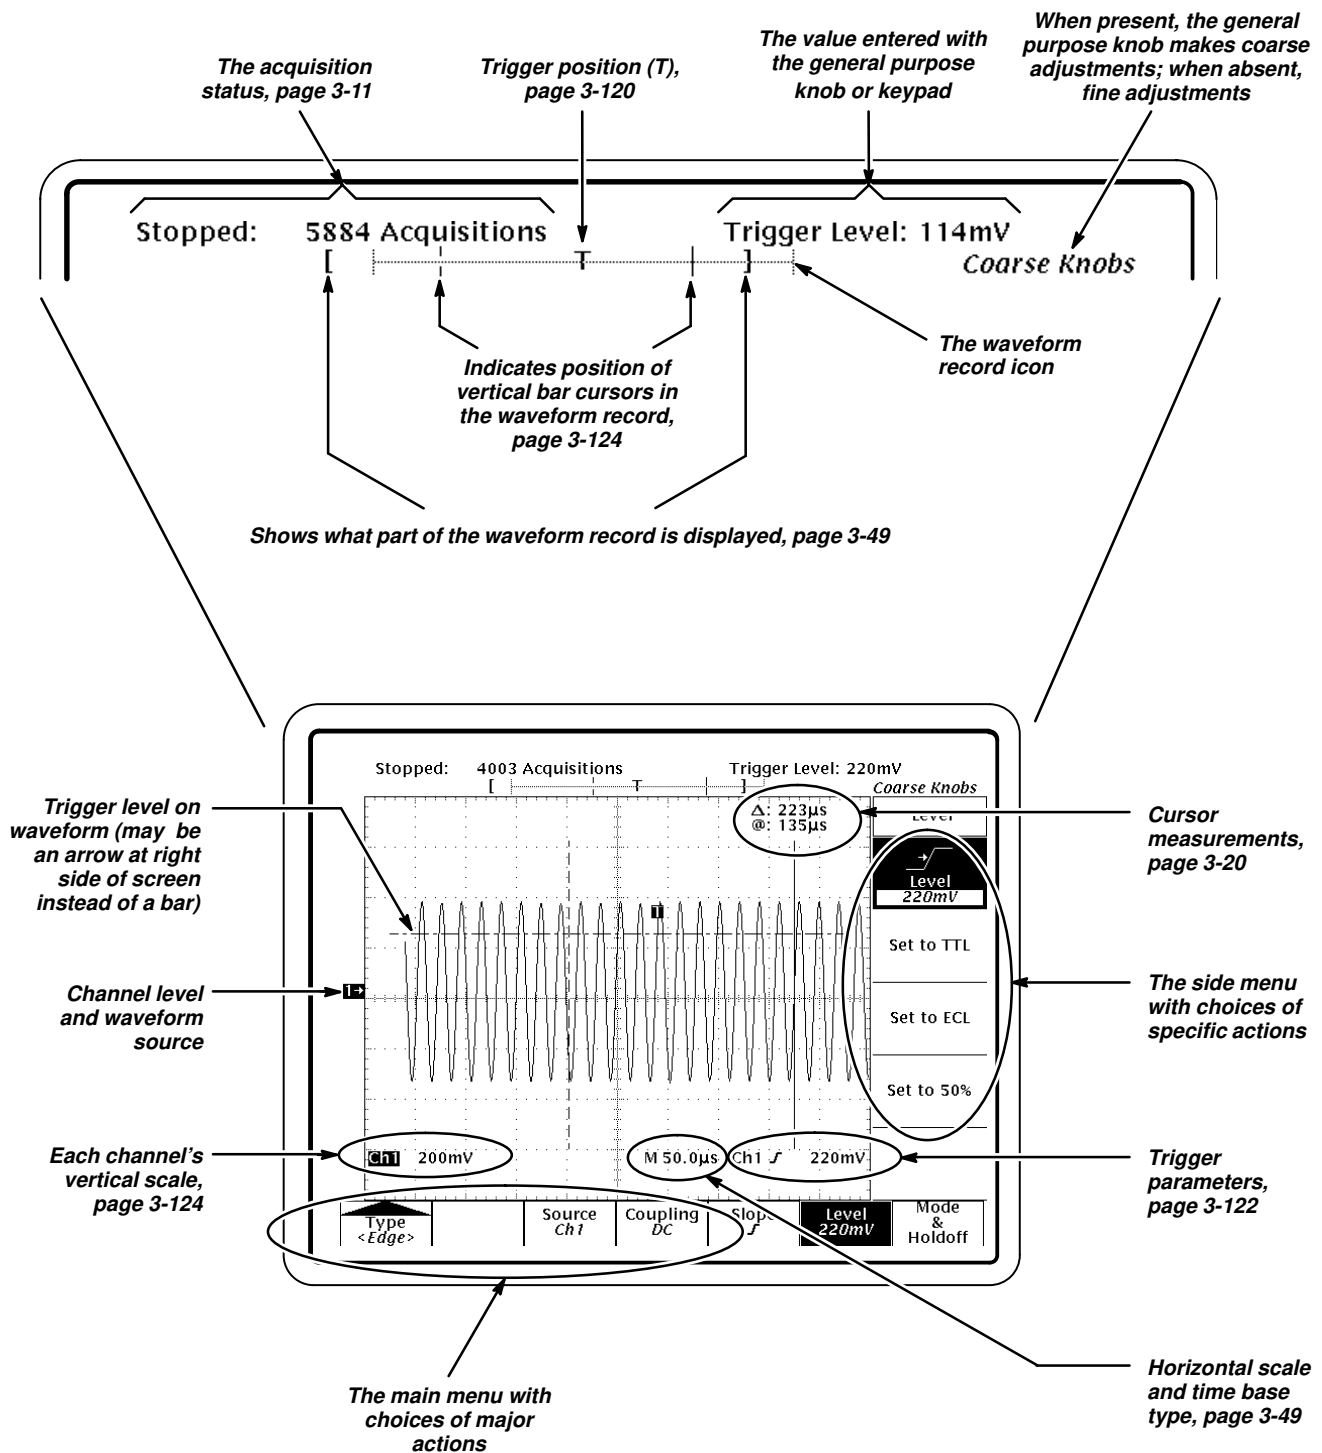 The acquisition
status, page 3-11
Trigger position (T),
page 3-120
The value entered with
the general purpose
knob or keypad
When present, the general
purpose knob makes coarse
adjustments; when absent,
fine adjustments
Stopped: 5884 Acquisitions
Trigger Level: 114mV
[ T ]
Coarse Knobs
Indicates position of
vertical bar cursors in
the waveform record,
page 3-124
The waveform
record icon
Shows what part of the waveform record is displayed, page 3-49
Stopped: 4003 Acquisitions
Trigger Level: 220mV
[ T ]
Coarse Knobs
Trigger level on
waveform (may be
an arrow at right
side of screen
instead of a bar)
Δ: 223µs
@: 135µs
Level
Level
220mV
Set to TTL
Set to ECL
Set to 50%
T
Cursor
measurements,
page 3-20
Channel level
and waveform
source
1→
The side menu
with choices of
specific actions
Each channel's
vertical scale,
page 3-124
Ch1 200mV
M 50.0µs
Ch1 220mV
Trigger
parameters,
page 3-122
Type
<Edge>
Source
Ch1
Coupling
DC
Slope
Level
220mV
Mode
&
Holdoff
The main menu with
choices of major
actions
Horizontal scale
and time base
type, page 3-49